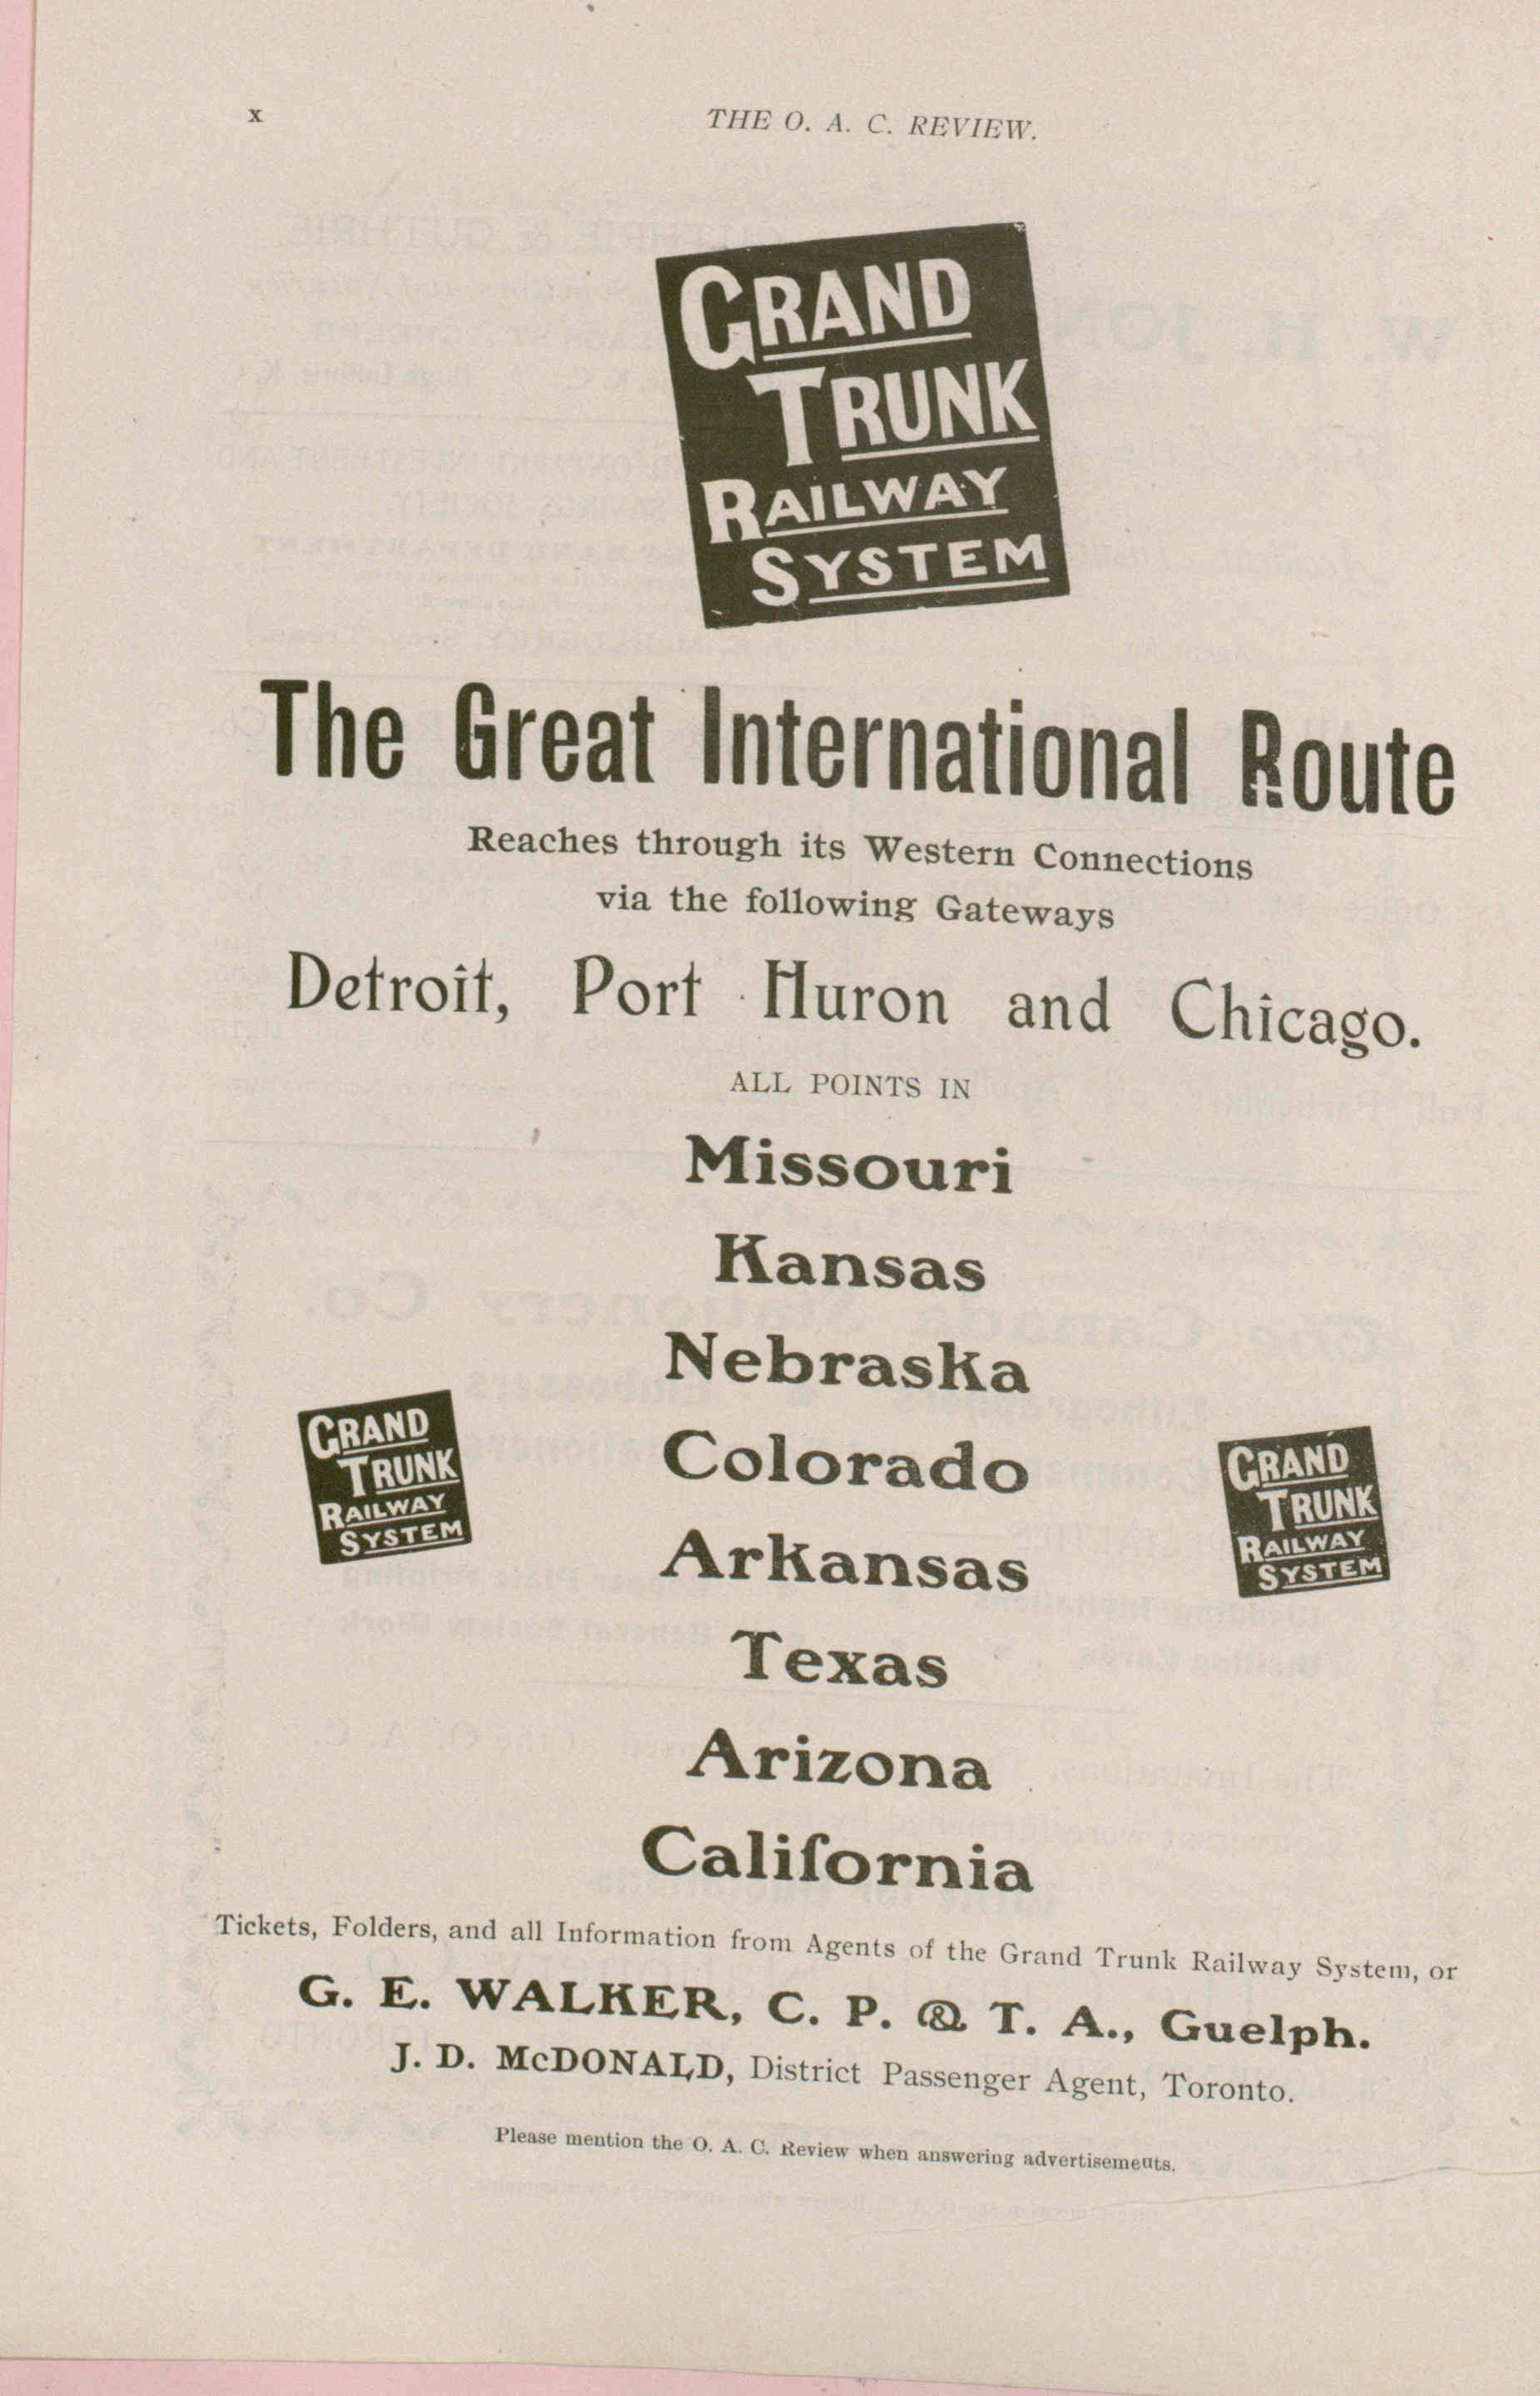 x
THE O. A. C. REVIEW.
GRAND
TRUNK
RAILWAY
SYSTEM
The Great International Route
Reaches through its Western Connections
via the following Gateways
Detroit, Port Huron and Chicago.
ALL POINTS IN
Missouri
Kansas
Nebraska
Colorado
Arkansas
Texas
Arizona
California
GRAND
TRUNK
RAILWAY
SYSTEM
GRAND
TRUNK
RAILWAY
SYSTEM
Tickets, Folders, and all Information from Agents of the Grand Trunk Railway System, or
G. E. WALKER, C. P. & T. A., Guelph.
J. D. McDONALD, District Passenger Agent, Toronto.
Please mention the O. A. C. Review when answering advertisements.